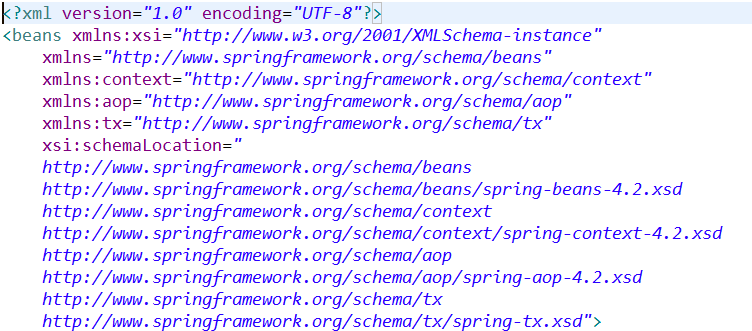 <?xml version="1.0" encoding="UTF-8"?>
<beans xmlns:xsi="http://www.w3.org/2001/XMLSchema-instance"
xmlns="http://www.springframework.org/schema/beans"
xmlns:context="http://www.springframework.org/schema/context"
xmlns:aop="http://www.springframework.org/schema/aop"
xmlns:tx="http://www.springframework.org/schema/tx"
xsi:schemaLocation="
http://www.springframework.org/schema/beans
http://www.springframework.org/schema/beans/spring-beans-4.2.xsd
http://www.springframework.org/schema/context
http://www.springframework.org/schema/context/spring-context-4.2.xsd
http://www.springframework.org/schema/aop
http://www.springframework.org/schema/aop/spring-aop-4.2.xsd
http://www.springframework.org/schema/tx
http://www.springframework.org/schema/tx/spring-tx.xsd">